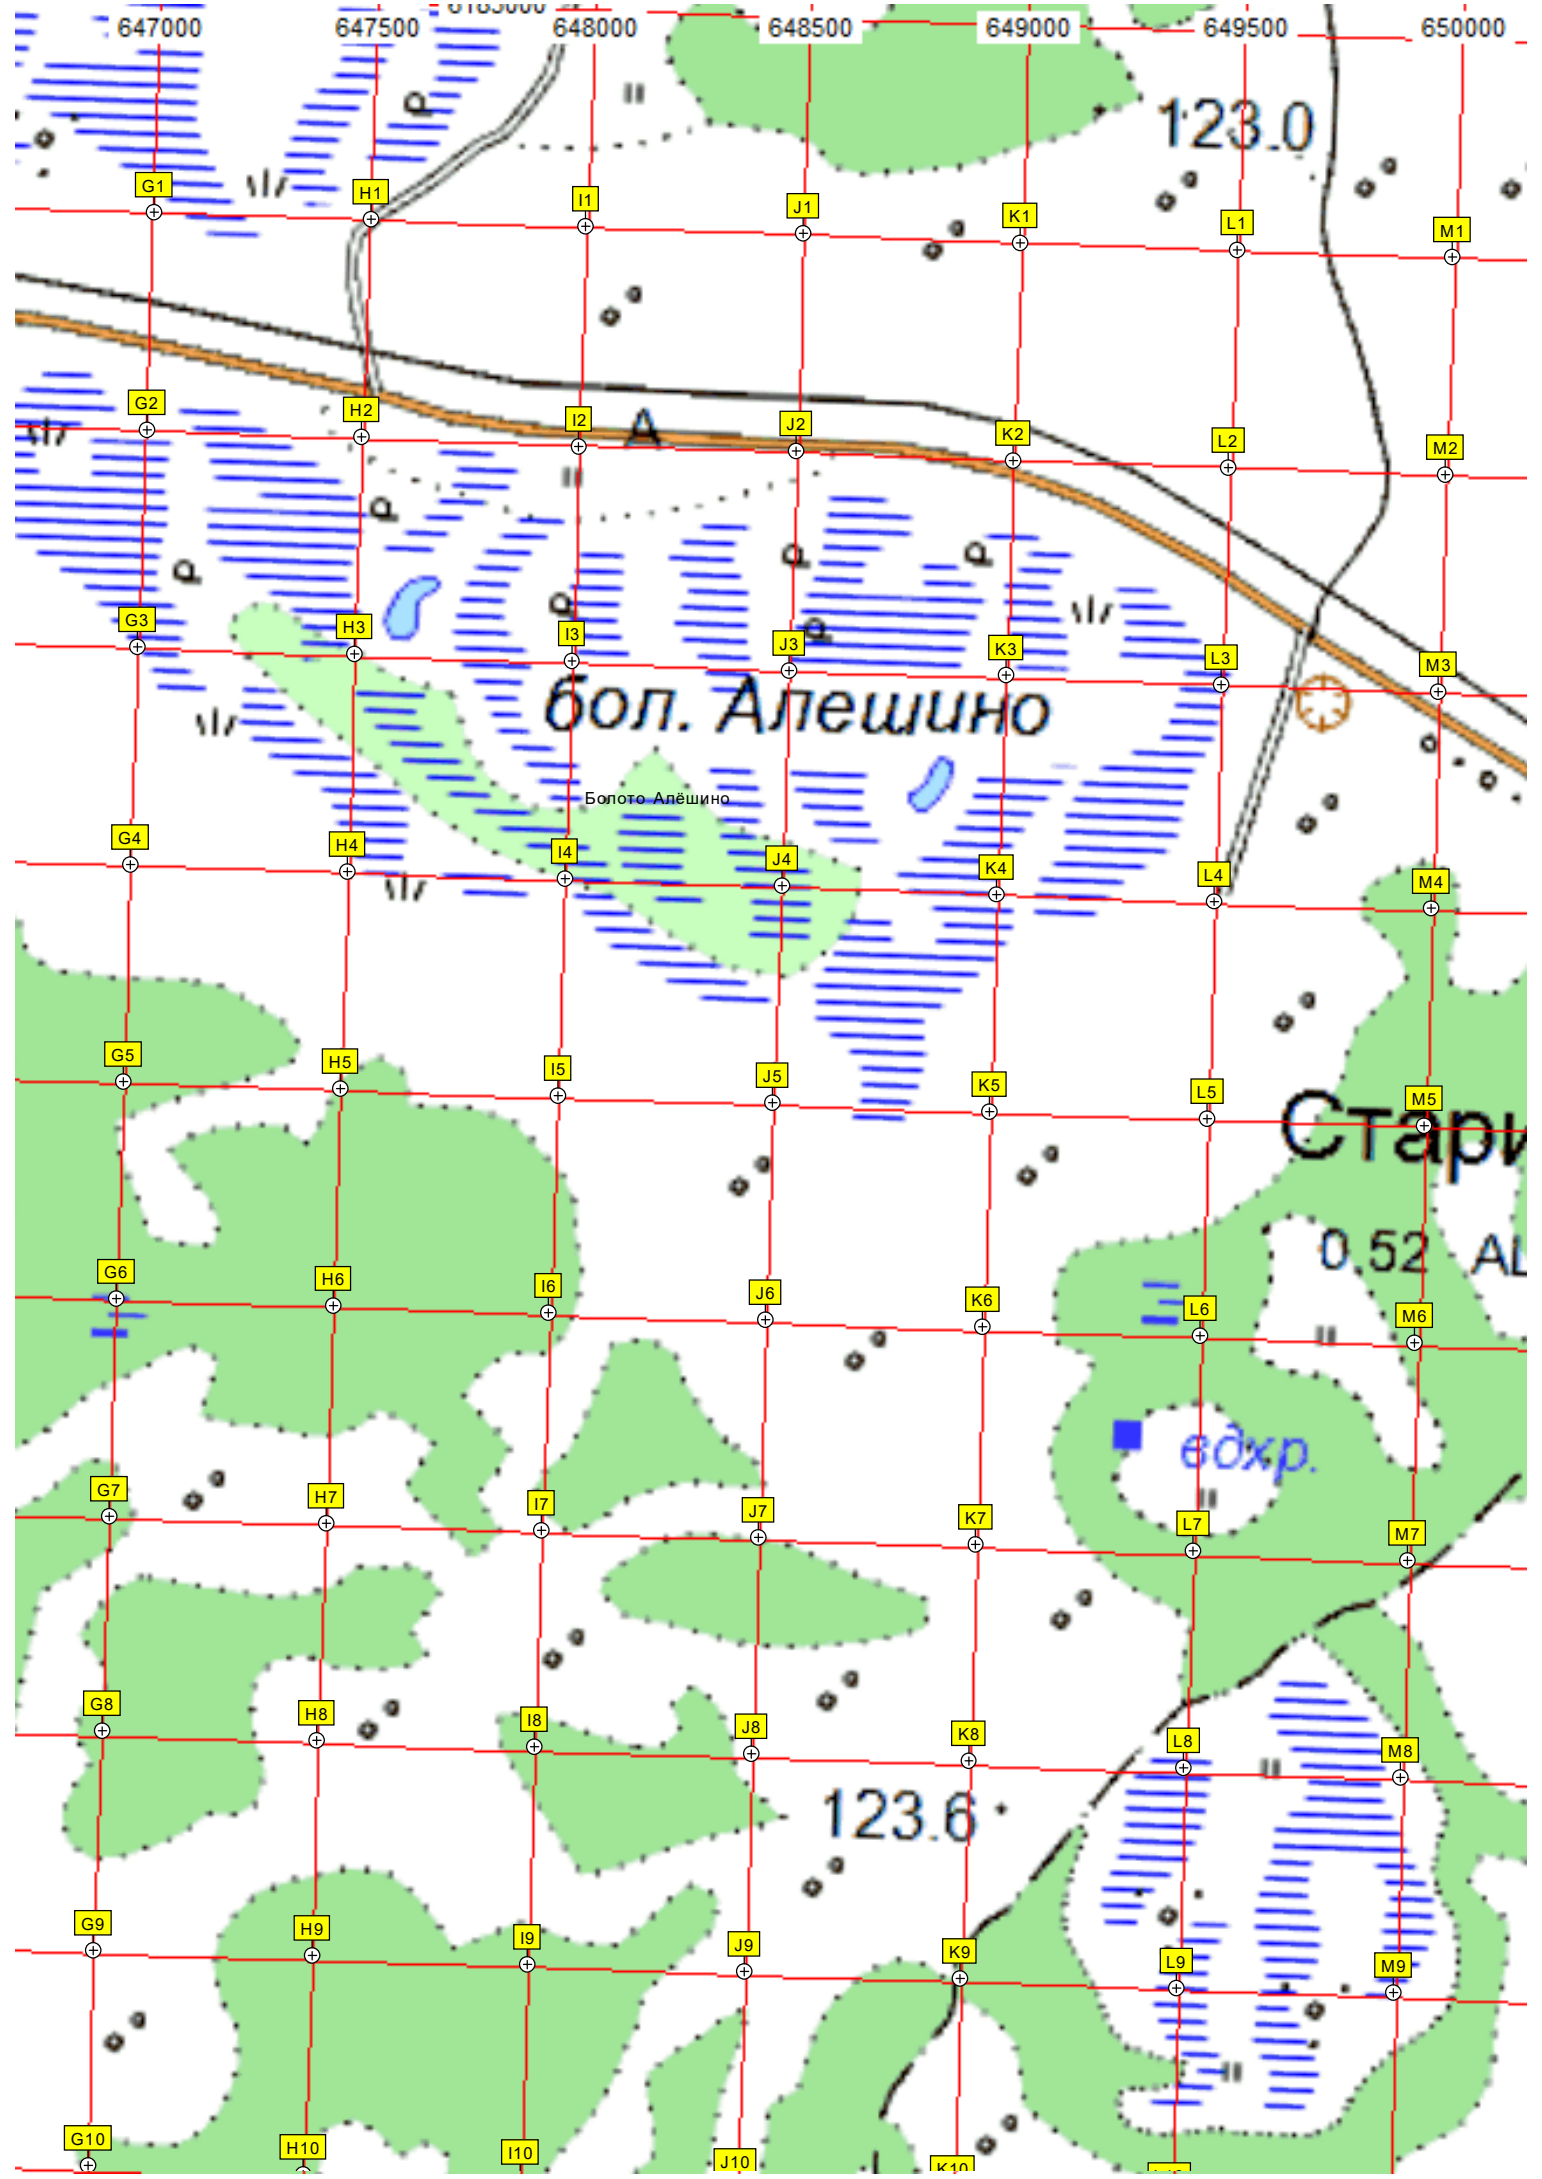 6185000
647000 647500 648000 648500 649000 649500 650000
123.0
G1 H1 I1 J1 K1 L1 M1
А
G2 H2 I2 J2 K2 L2 M2
G3 H3 I3 J3 K3 L3 M3
бол. Алешино
Болото Алёшино
G4 H4 I4 J4 K4 L4 M4
G5 H5 I5 J5 K5 L5 M5
Стари
0.52
G6 H6 I6 J6 K6 L6 M6
вдхр.
G7 H7 I7 J7 K7 L7 M7
G8 H8 I8 J8 K8 L8 M8
123.6
G9 H9 I9 J9 K9 L9 M9
G10 H10 I10 J10 K10